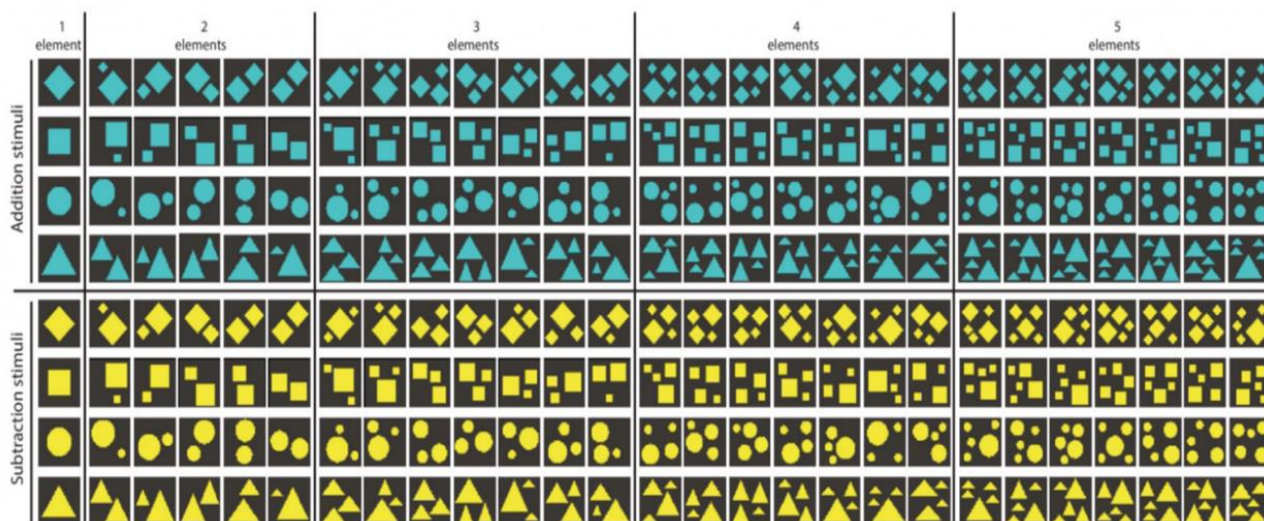 1
element
2
elements
3
elements
4
elements
5
elements
Addition stimuli
Subtraction stimuli